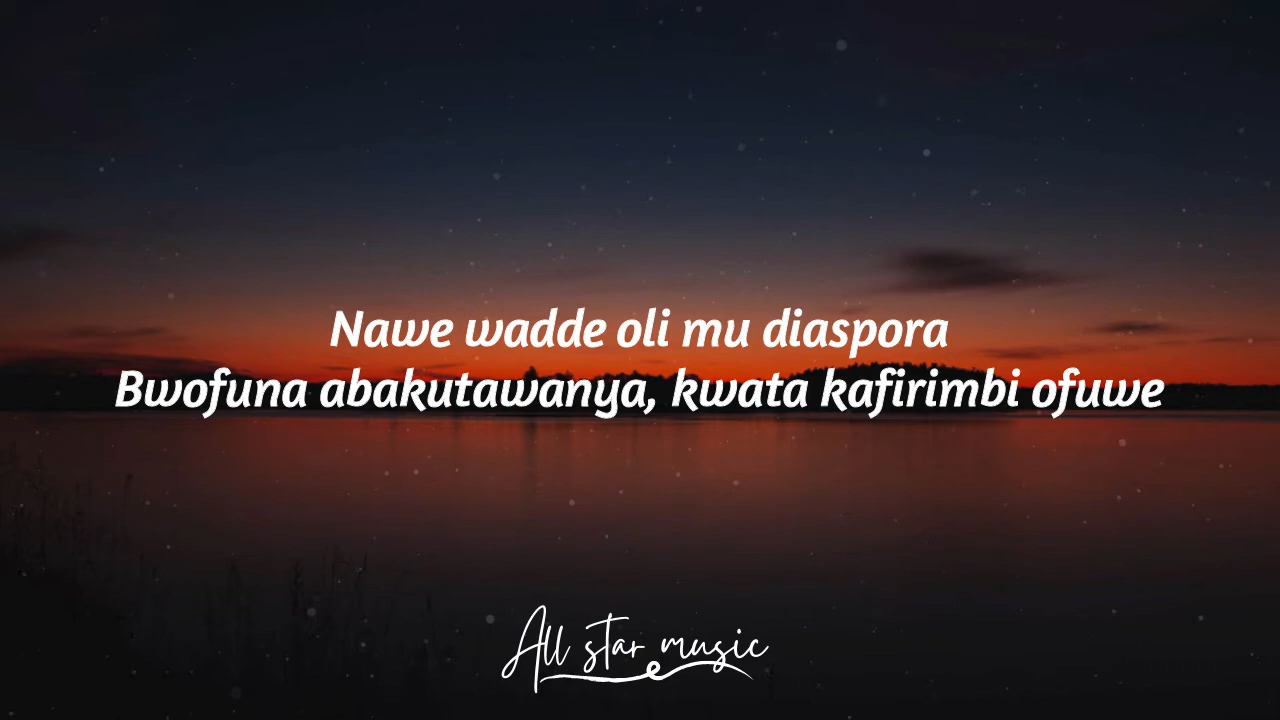 Nawe wadde oli mu diaspora
Bwofuna abakutawanya, kwata kafirimbi ofuwe
All star music